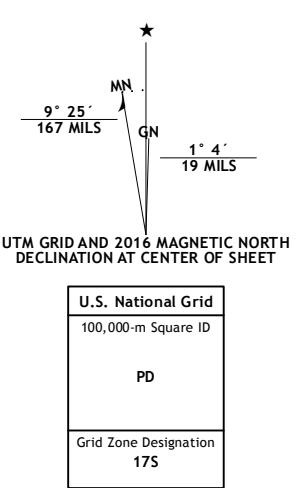 ★
MN
9° 25´
167 MILS
GN
1° 4´
19 MILS
UTM GRID AND 2016 MAGNETIC NORTH
DECLINATION AT CENTER OF SHEET
U.S. National Grid
100,000-m Square ID
PD
Grid Zone Designation
17S